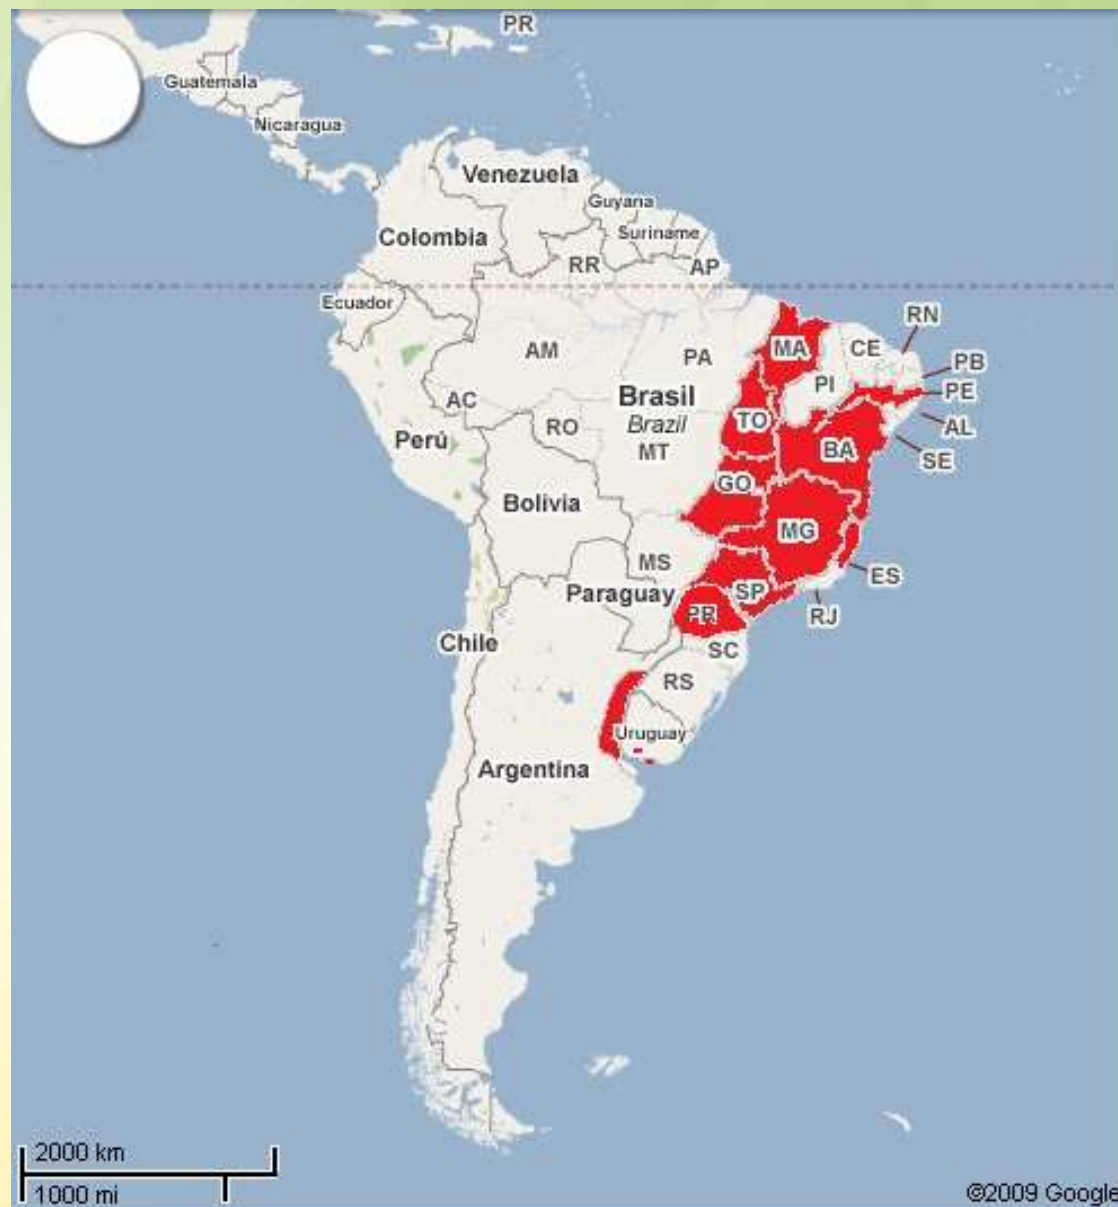 PR
Guatemala
Nicaragua
Venezuela
Guyana
Suriname
Colombia
RR
AP
Ecuador
RN
AM
PA
MA
CE
PB
PI
PE
AC
Brasil
Brazil
TO
AL
RO
Perú
MT
BA
SE
GO
Bolívia
MG
MS
ES
Paraguay
SP
PR
RJ
Chile
SC
RS
Uruguay
Argentina
2000 km
1000 mi
©2009 Google